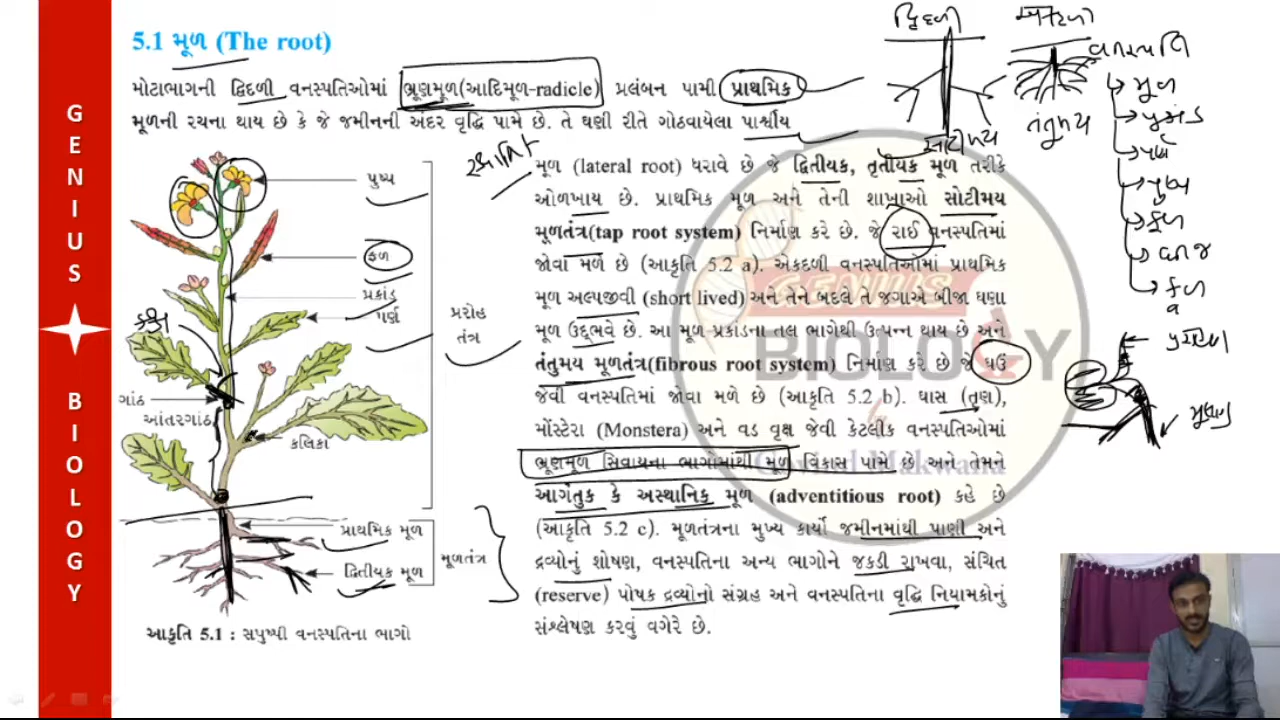 GENIUS BIOLOGY
5.1 મૂળ (The root)
મોટાભાગની દ્વિદળી વનસ્પતિઓમાં ભ્રૂણમૂળ(આદિમૂળ-radicle) પ્રલંબન પામી પ્રાથમિક
મૂળની રચના થાય છે કે જે જમીનની અંદર વૃદ્ધિ પામે છે. તે ઘણી રીતે ગોઠવાયેલા પાર્શ્વીય
મૂળ (lateral root) ધરાવે છે જે દ્વિતીયક, તૃતીયક મૂળ તરીકે
ઓળખાય છે. પ્રાથમિક મૂળ અને તેની શાખાઓ સોટીમય
મૂળતંત્ર(tap root system) નિર્માણ કરે છે. જે રાઈ વનસ્પતિમાં
જોવા મળે છે (આકૃતિ 5.2 a). એકદળી વનસ્પતિઓમાં પ્રાથમિક
મૂળ અલ્પજીવી (short lived) અને તેને બદલે તે જગાએ બીજા ઘણા
મૂળ ઉદ્ભવે છે. આ મૂળ પ્રકાંડના તલ ભાગેથી ઉત્પન્ન થાય છે અને
તંતુમય મૂળતંત્ર(fibrous root system) નિર્માણ કરે છે જે ઘઉં
જેવી વનસ્પતિમાં જોવા મળે છે (આકૃતિ 5.2 b). ઘાસ (તૃણ),
મોંસ્ટેરા (Monstera) અને વડ વૃક્ષ જેવી કેટલીક વનસ્પતિઓમાં
ભ્રૂણમૂળ સિવાયના ભાગોમાંથી મૂળ વિકાસ પામે છે અને તેમને
આગંતુક કે અસ્થાનિક મૂળ (adventitious root) કહે છે
(આકૃતિ 5.2 c). મૂળતંત્રના મુખ્ય કાર્યો જમીનમાંથી પાણી અને
દ્રવ્યોનું શોષણ, વનસ્પતિના અન્ય ભાગોને જકડી રાખવા, સંચિત
(reserve) પોષક દ્રવ્યોનો સંગ્રહ અને વનસ્પતિના વૃદ્ધિ નિયામકોનું
સંશ્લેષણ કરવું વગેરે છે.
પુષ્પ
ફળ
પ્રકાંડ
પર્ણ
પ્રરોહ
તંત્ર
કક્ષ
ગાંઠ
આંતરગાંઠ
કલિકા
પ્રાથમિક મૂળ
મૂળતંત્ર
દ્વિતીયક મૂળ
આકૃતિ 5.1 : સપુષ્પી વનસ્પતિના ભાગો
દ્વિદળી
એકદળી
સોટીમય
તંતુમય
વનસ્પતિ
મૂળ
પ્રકાંડ
પર્ણ
પુષ્પ
ફળ
બીજ
GENIUS
BIOLOGY
by
Govind Makwana